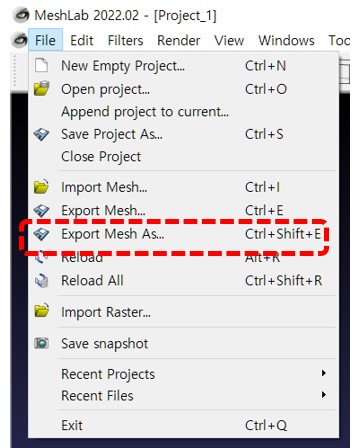 MeshLab 2022.02 - [Project_1]
File Edit Filters Render View Windows Too
New Empty Project... Ctrl+N
Open project... Ctrl+O
Append project to current...
Save Project As... Ctrl+S
Close Project
Import Mesh... Ctrl+I
Export Mesh... Ctrl+E
Export Mesh As... Ctrl+Shift+E
Reload Alt+R
Reload All Ctrl+Shift+R
Import Raster...
Save snapshot
Recent Projects
Recent Files
Exit Ctrl+Q